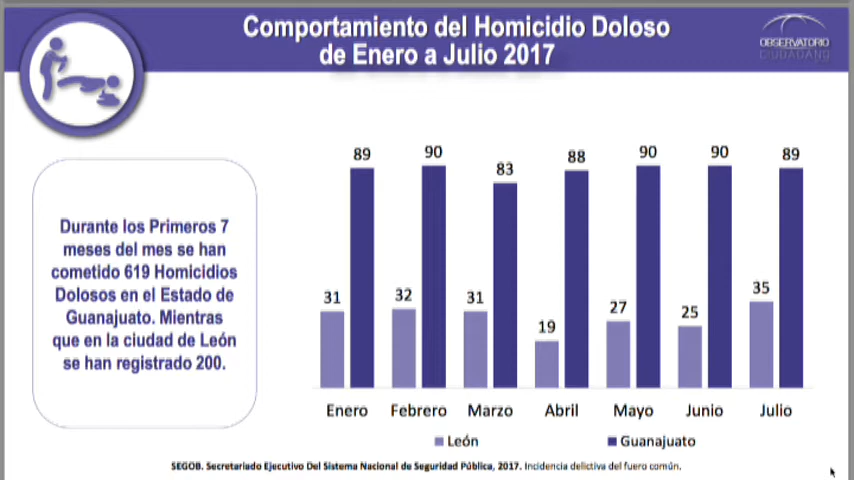 Comportamiento del Homicidio Doloso
de Enero a Julio 2017
OBSERVATORIO
CIUDADANO
Durante los Primeros 7
meses del mes se han
cometido 619 Homicidios
Dolosos en el Estado de
Guanajuato. Mientras
que en la ciudad de León
se han registrado 200.
89 90 83 88 90 90 89
31 32 31 19 27 25 35
Enero Febrero Marzo Abril Mayo Junio Julio
León Guanajuato
SEGOB. Secretariado Ejecutivo Del Sistema Nacional de Seguridad Pública, 2017. Incidencia delictiva del fuero común.